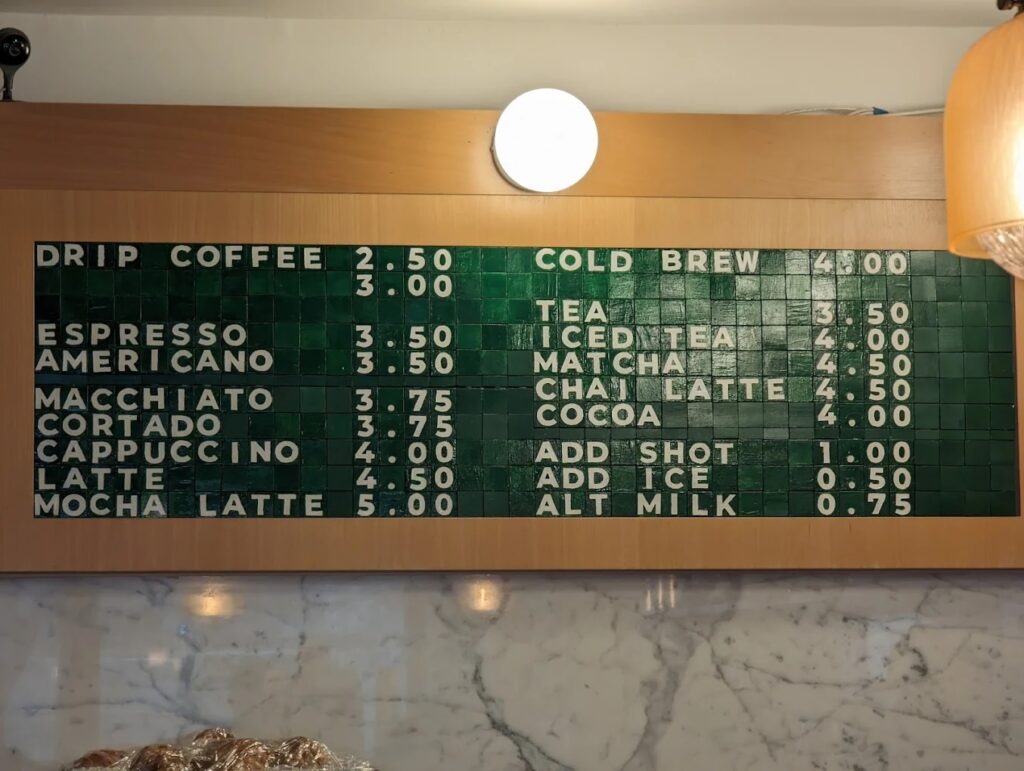 DRIP COFFEE 2.50
3.00
ESPRESSO 3.50
AMERICANO 3.50
MACCHIATO 3.75
CORTADO 3.75
CAPPUCCINO 4.00
LATTE 4.50
MOCHA LATTE 5.00
COLD BREW 4.00
TEA 3.50
ICED TEA 4.00
MATCHA 4.50
CHAI LATTE 4.50
COCOA 4.00
ADD SHOT 1.00
ADD ICE 0.50
ALT MILK 0.75